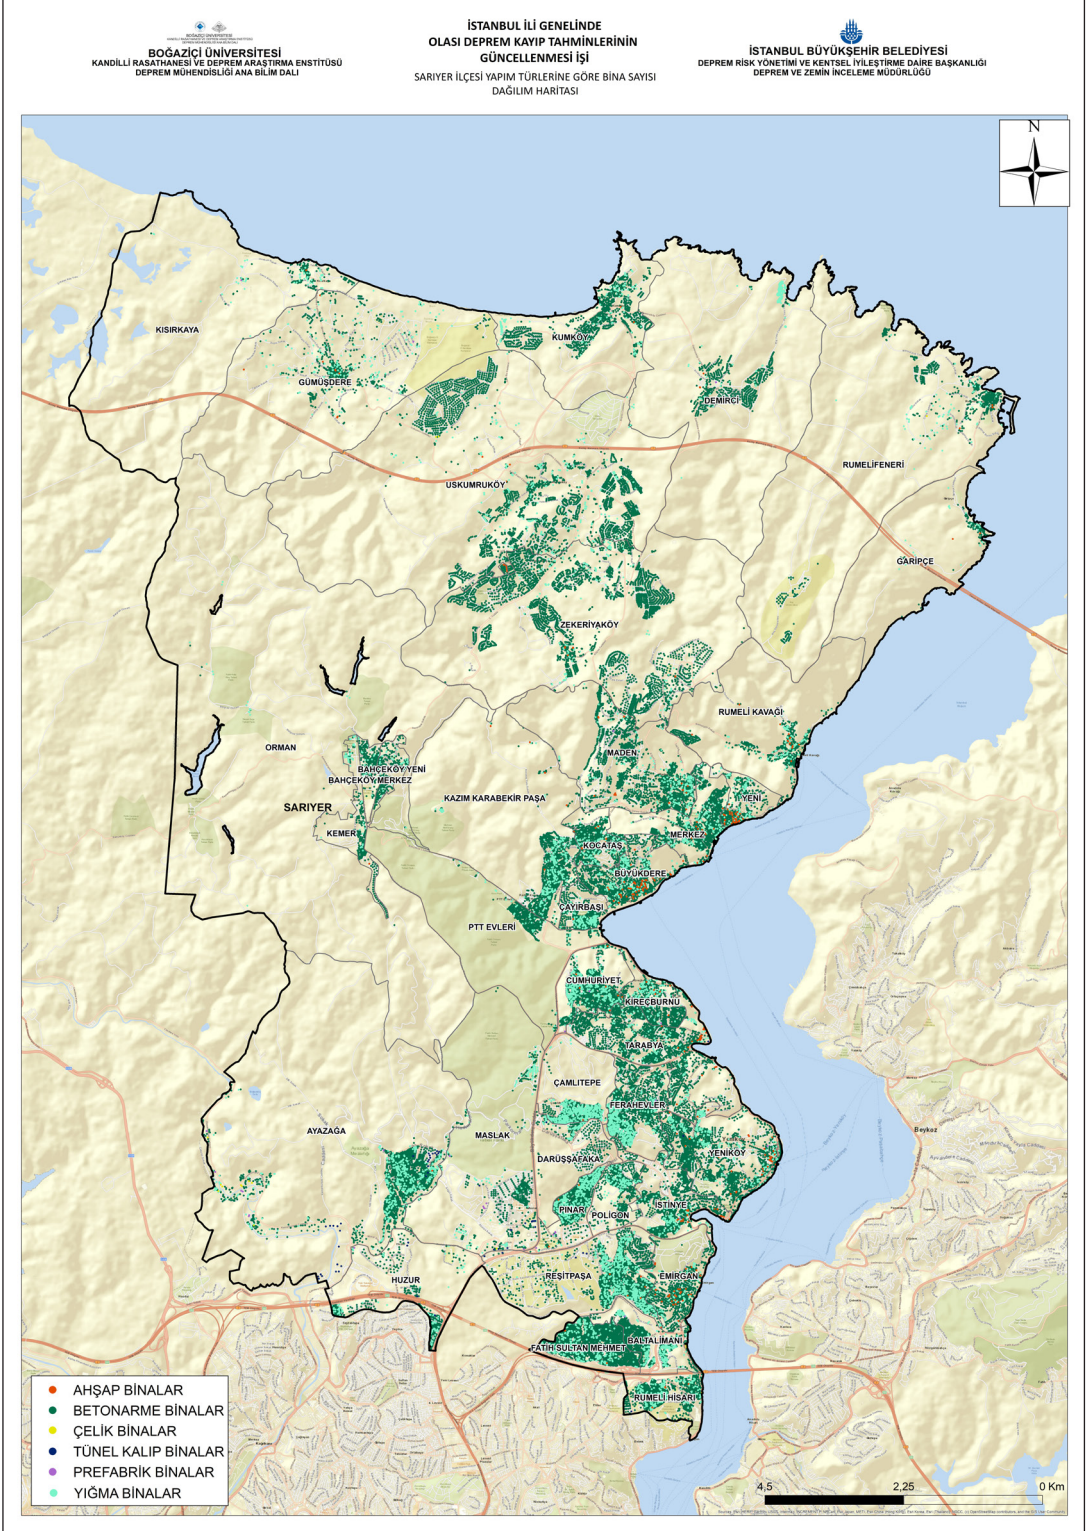 BOĞAZİÇİ ÜNİVERSİTESİ
KANDİLLİ RASATHANESİ VE DEPREM ARAŞTIRMA ENSTİTÜSÜ
DEPREM MÜHENDİSLİĞİ ANA BİLİM DALI
İSTANBUL İLİ GENELİNDE
OLASI DEPREM KAYIP TAHMİNLERİNİN
GÜNCELLENMESİ İŞİ
SARIYER İLÇESİ YAPIM TÜRLERİNE GÖRE BİNA SAYISI
DAĞILIM HARİTASI
İSTANBUL BÜYÜKŞEHİR BELEDİYESİ
DEPREM RİSK YÖNETİMİ VE KENTSEL İYİLEŞTİRME DAİRE BAŞKANLIĞI
DEPREM VE ZEMİN İNCELEME MÜDÜRLÜĞÜ
N
KISIRKAYA
KUMKÖY
GÜMÜŞDERE
DEMİRCİ
RUMELİFENERİ
USKUMRUKÖY
GARİPÇE
ZEKERİYAKÖY
RUMELİ KAVAĞI
ORMAN
MADEN
BAHÇEKÖY YENİ
BAHÇEKÖY MERKEZ
KAZIM KARABEKİR PAŞA
YENİ
SARIYER
KEMER
MERKEZ
KOCATAŞ
BÜYÜKDERE
ÇAYIRBAŞI
PTT EVLERİ
CUMHURİYET
KİREÇBURNU
TARABYA
ÇAMLITEPE
FERAHEVLER
AYAZAĞA
MASLAK
Beykoz
YENİKÖY
DARÜŞŞAFAKA
İSTİNYE
PINAR
POLİGON
REŞİTPAŞA
EMİRGAN
HUZUR
BALTALİMANI
FATİH SULTAN MEHMET
RUMELİ HİSARI
AHŞAP BİNALAR
BETONARME BİNALAR
ÇELİK BİNALAR
TÜNEL KALIP BİNALAR
PREFABRİK BİNALAR
YIĞMA BİNALAR
4,5 2,25 0 Km